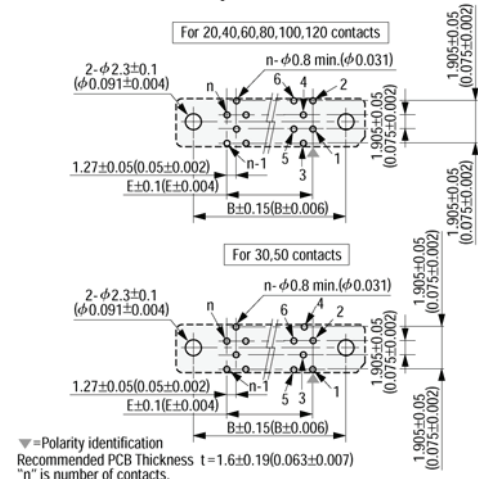 For 20,40,60,80,100,120 contacts
n-ϕ0.8 min.(ϕ0.031)
2-ϕ2.3±0.1
(ϕ0.091±0.004)
n
6
4
2
1.905±0.05
(0.075±0.002)
1.905±0.05
(0.075±0.002)
1.905±0.05
(0.075±0.002)
n-1
5
3
1
1.27±0.05(0.05±0.002)
E±0.1(E±0.004)
B±0.15(B±0.006)
For 30,50 contacts
n-ϕ0.8 min.(ϕ0.031)
2-ϕ2.3±0.1
(ϕ0.091±0.004)
n
6
4
2
1.905±0.05
(0.075±0.002)
1.905±0.05
(0.075±0.002)
1.905±0.05
(0.075±0.002)
n-1
5
3
1
1.27±0.05(0.05±0.002)
E±0.1(E±0.004)
B±0.15(B±0.006)
▼=Polarity identification
Recommended PCB Thickness t=1.6±0.19(0.063±0.007)
"n" is number of contacts.